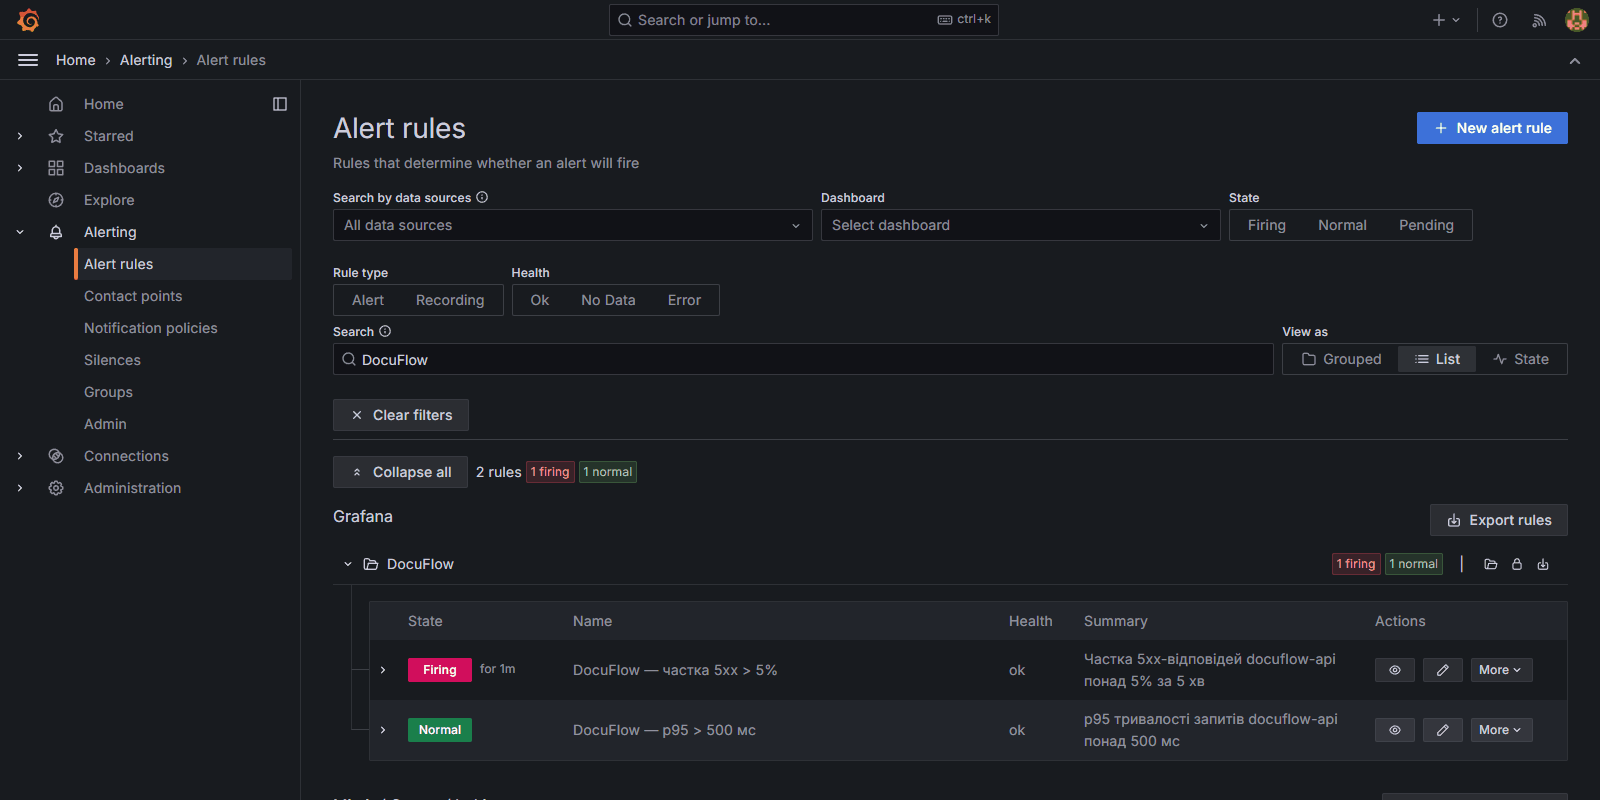 Search or jump to...
ctrl+k
Home › Alerting › Alert rules
Home
Starred
Dashboards
Explore
Alerting
Alert rules
Contact points
Notification policies
Silences
Groups
Admin
Connections
Administration
Alert rules
New alert rule
Rules that determine whether an alert will fire
Search by data sources
Dashboard
State
All data sources
Select dashboard
Firing
Normal
Pending
Rule type
Health
Alert
Recording
Ok
No Data
Error
Search
View as
DocuFlow
Grouped
List
State
Clear filters
Collapse all
2 rules
1 firing
1 normal
Grafana
Export rules
DocuFlow
1 firing
1 normal
State
Name
Health
Summary
Actions
Firing
for 1m
DocuFlow — частка 5xx > 5%
ok
Частка 5xx-відповідей docuflow-api
понад 5% за 5 хв
More
Normal
DocuFlow — p95 > 500 мс
ok
p95 тривалості запитів docuflow-api
понад 500 мс
More